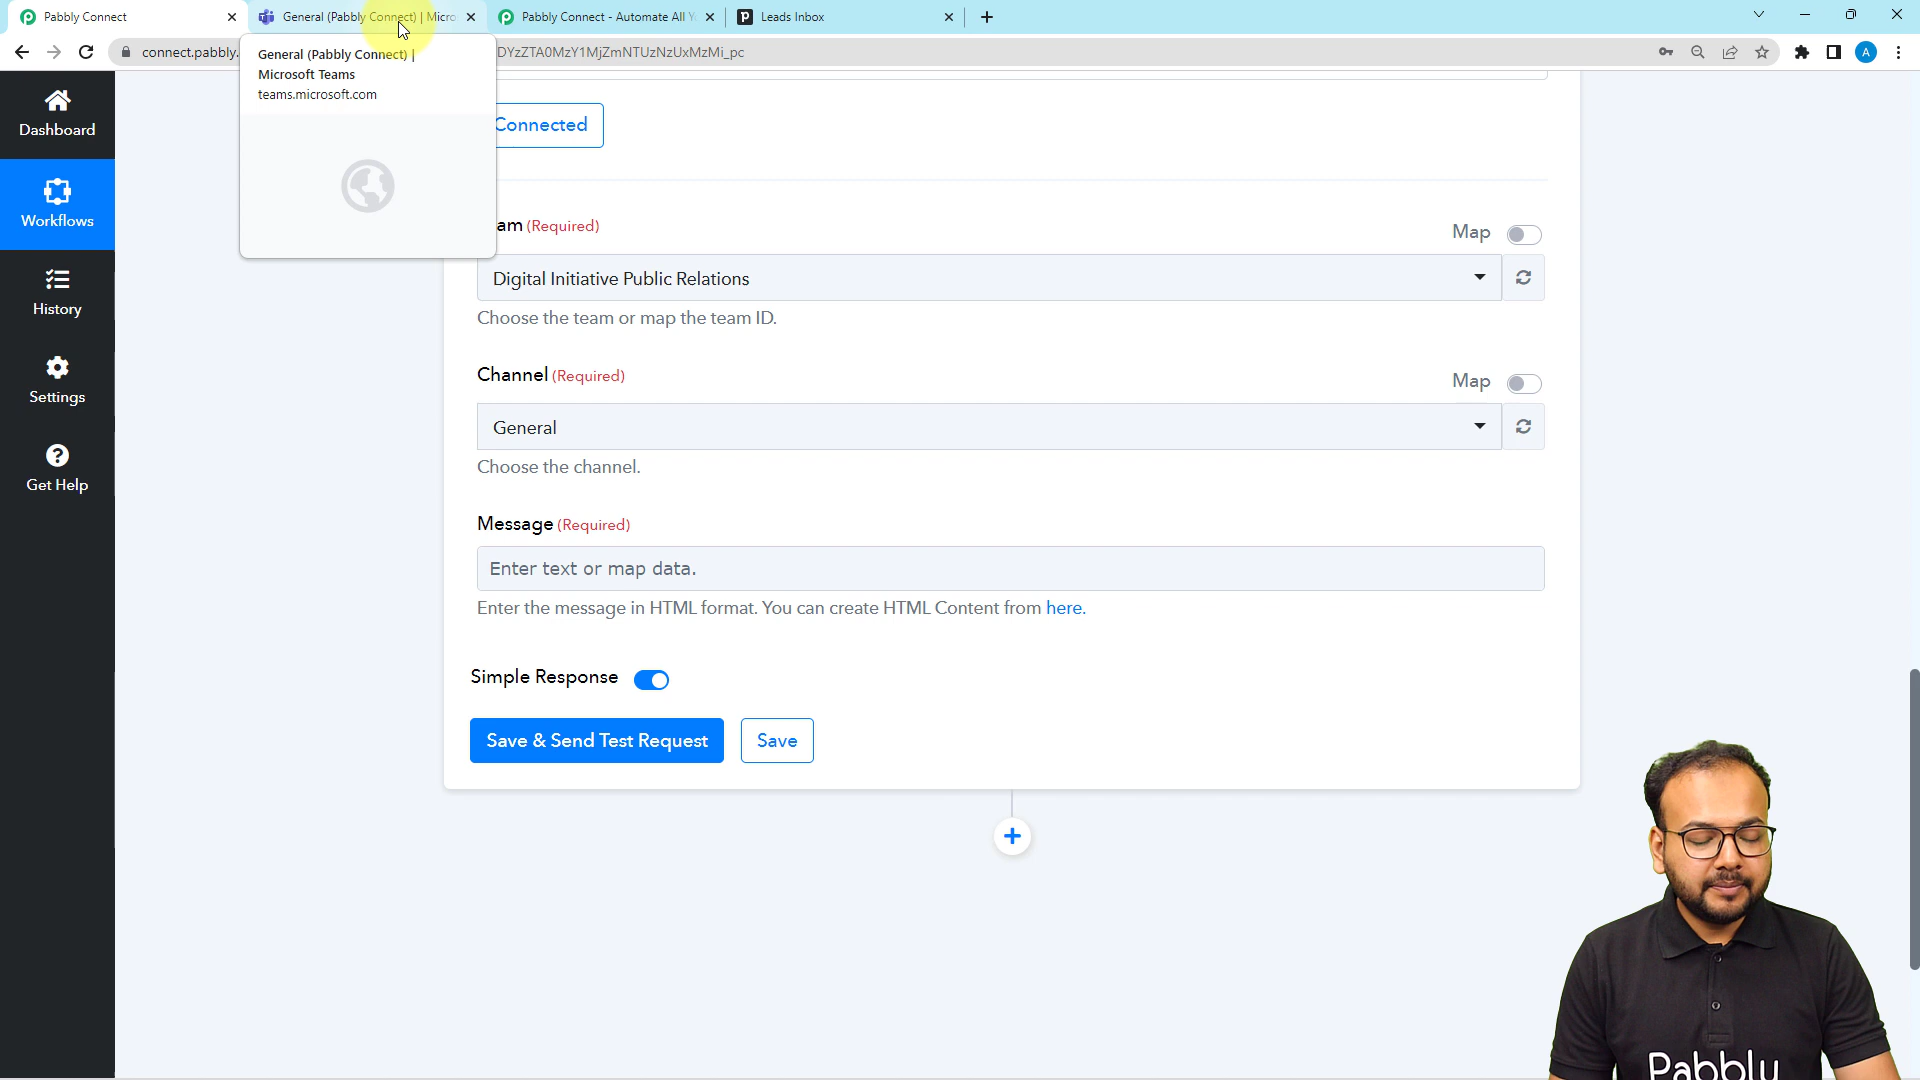 Pabbly Connect
General (Pabbly Connect) | Micro
Pabbly Connect - Automate All Y
Leads Inbox
connect.pabbly.
DYzZTA0MzY1MjZmNTUzNzUxMzMi_pc
A
General (Pabbly Connect) |
Microsoft Teams
teams.microsoft.com
Dashboard
Workflows
History
Settings
Get Help
Connected
am (Required)
Map
Digital Initiative Public Relations
Choose the team or map the team ID.
Channel (Required)
Map
General
Choose the channel.
Message (Required)
Enter text or map data.
Enter the message in HTML format. You can create HTML Content from here.
Simple Response
Save & Send Test Request
Save
Pabbly